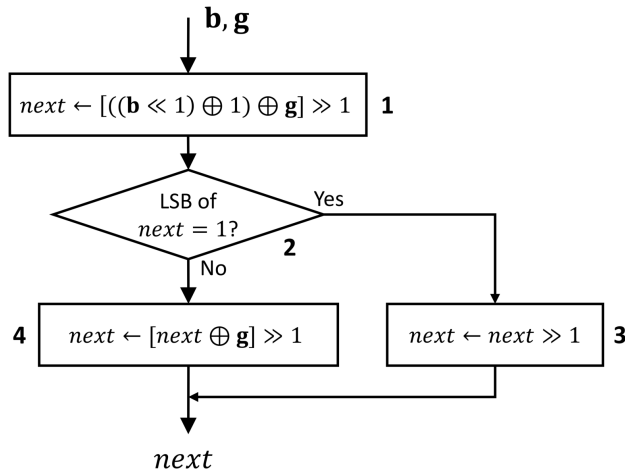 b, g
next ← [((b ≪ 1) ⊕ 1) ⊕ g] ≫ 1 1
LSB of
next = 1?
Yes
2
No
4 next ← [next ⊕ g] ≫ 1
next ← next ≫ 1 3
next